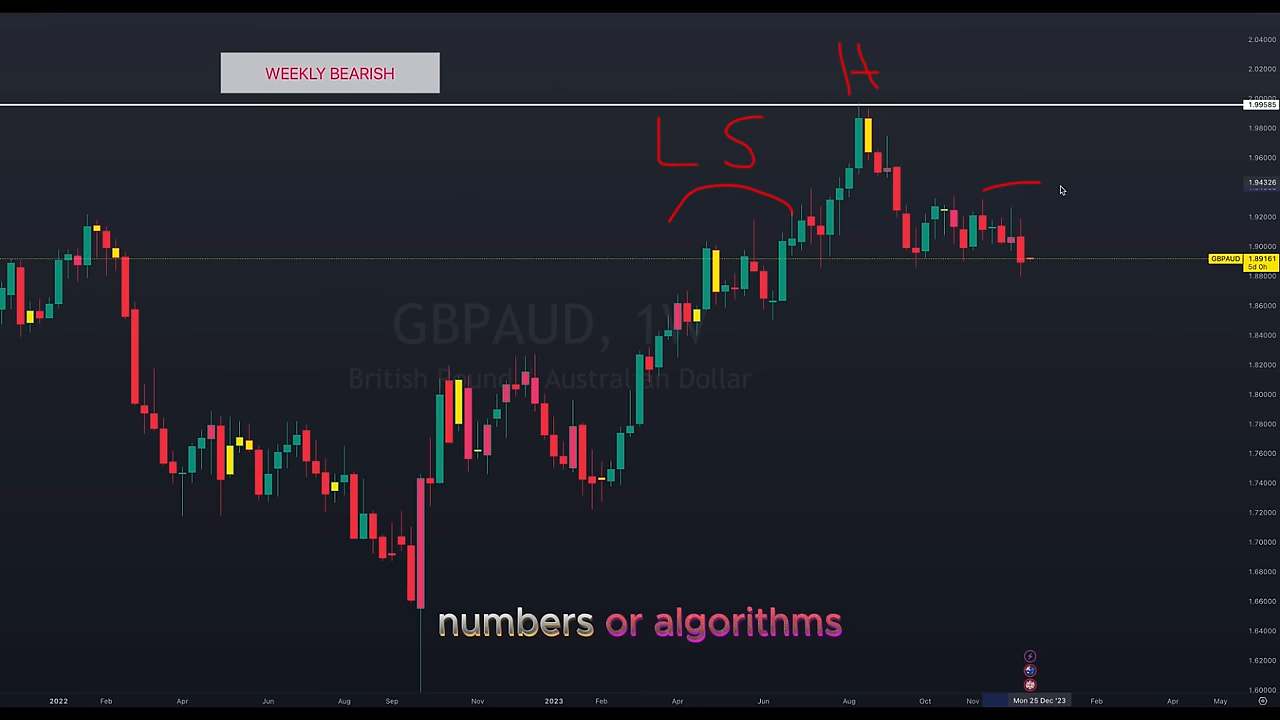 2.04000
WEEKLY BEARISH
H
2.02000
2.00000
1.99585
1.98000
L S
1.96000
1.94326
1.92000
1.90000
GBPAUD 1.89161
5d 0h
1.88000
1.86000
GBPAUD, 1W
1.84000
British Pound / Australian Dollar
1.82000
1.80000
1.78000
1.76000
1.74000
1.72000
1.70000
1.68000
1.66000
numbers or algorithms
1.64000
1.62000
1.60000
2022 Feb Apr Jun Aug Sep Nov 2023 Feb Apr Jun Aug Oct Nov Mon 25 Dec '23 Feb Apr May